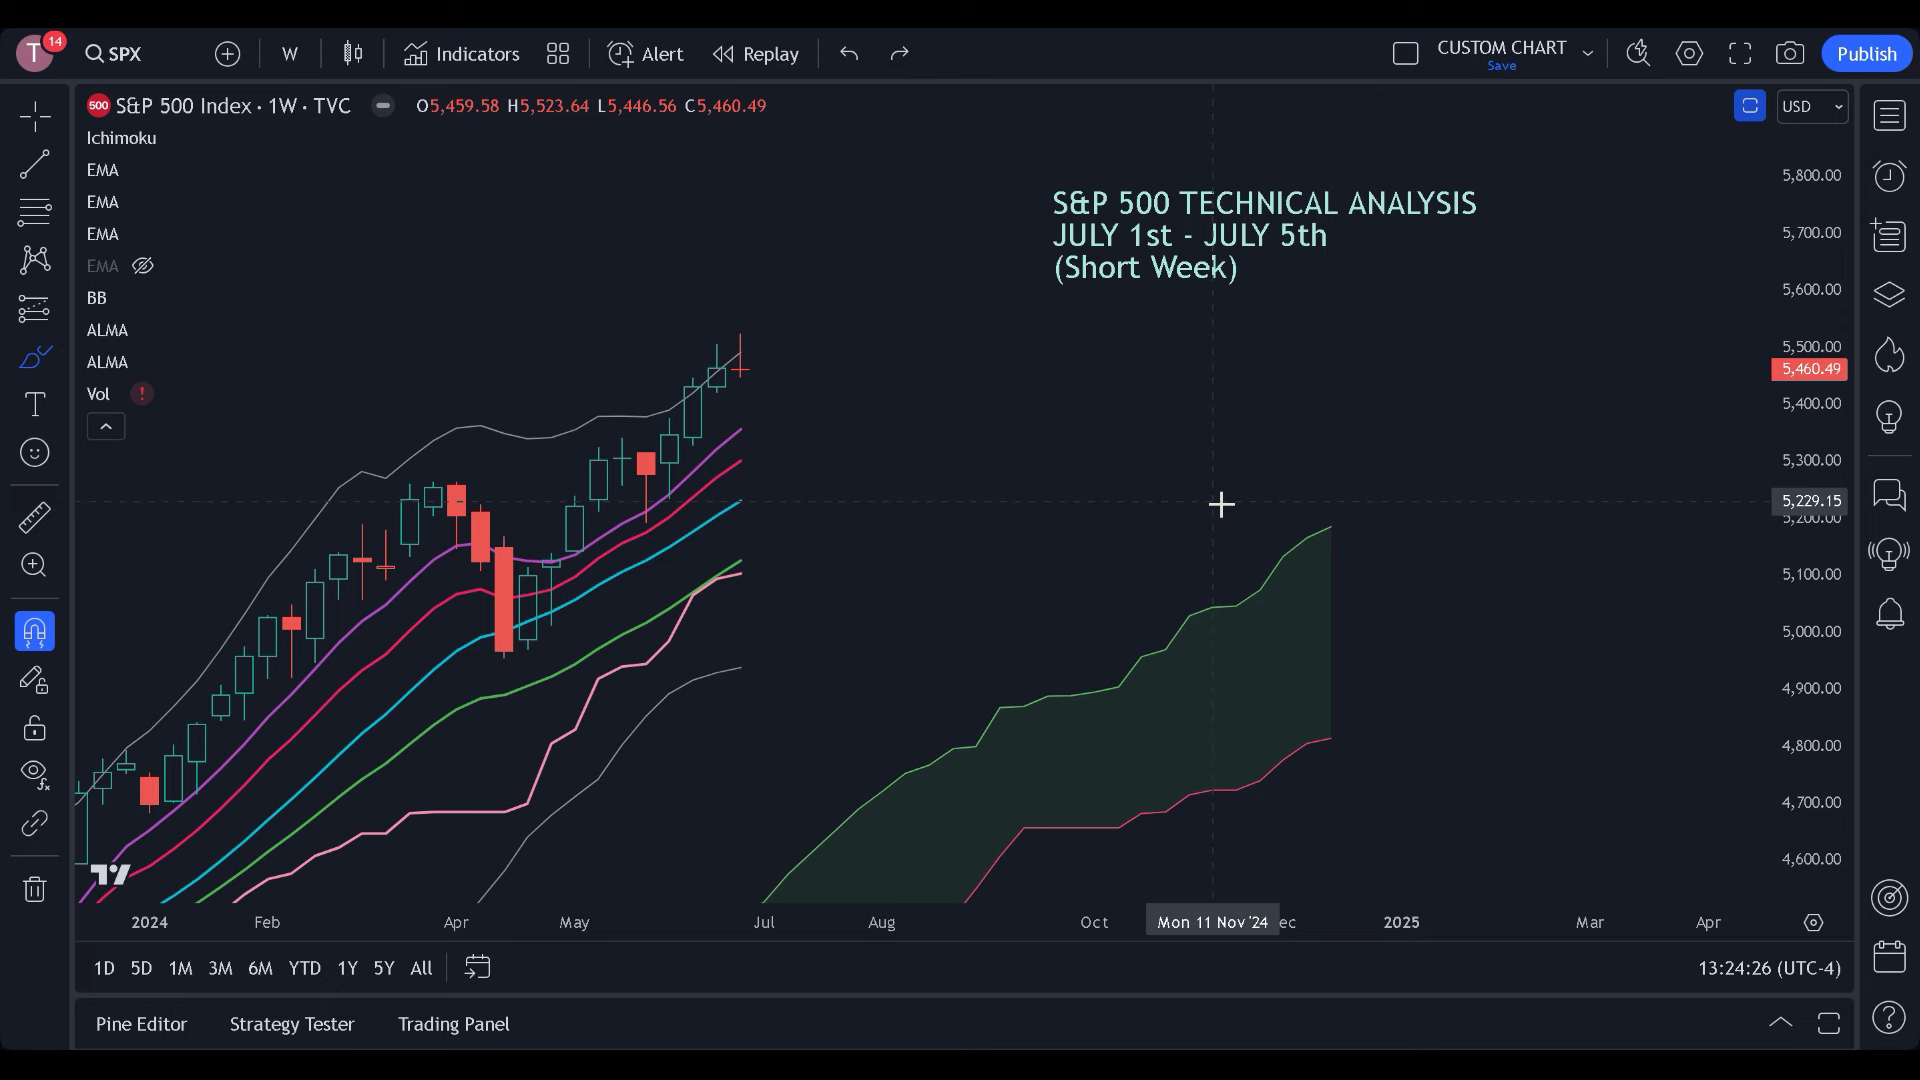 T 14 SPX W Indicators Alert Replay CUSTOM CHART Save Publish
500 S&P 500 Index · 1W · TVC O5,459.58 H5,523.64 L5,446.56 C5,460.49 USD
Ichimoku
EMA
EMA
EMA
EMA
BB
ALMA
ALMA
Vol !
S&P 500 TECHNICAL ANALYSIS
JULY 1st - JULY 5th
(Short Week)
5,800.00
5,700.00
5,600.00
5,500.00
5,460.49
5,400.00
5,300.00
5,229.15
5,200.00
5,100.00
5,000.00
4,900.00
4,800.00
4,700.00
4,600.00
2024 Feb Apr May Jul Aug Oct Mon 11 Nov '24 ec 2025 Mar Apr
1D 5D 1M 3M 6M YTD 1Y 5Y All 13:24:26 (UTC-4)
Pine Editor Strategy Tester Trading Panel